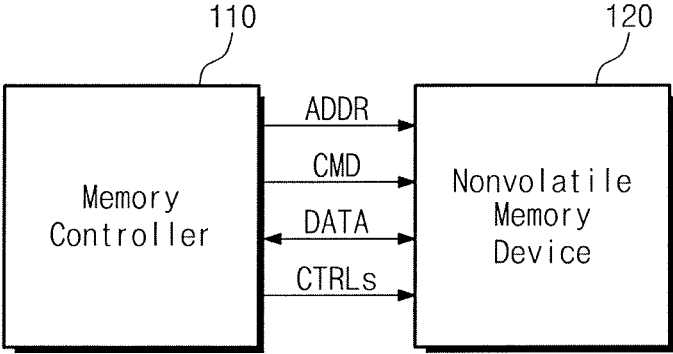 110
120
Memory
Controller
ADDR
CMD
DATA
CTRLs
Nonvolatile
Memory
Device